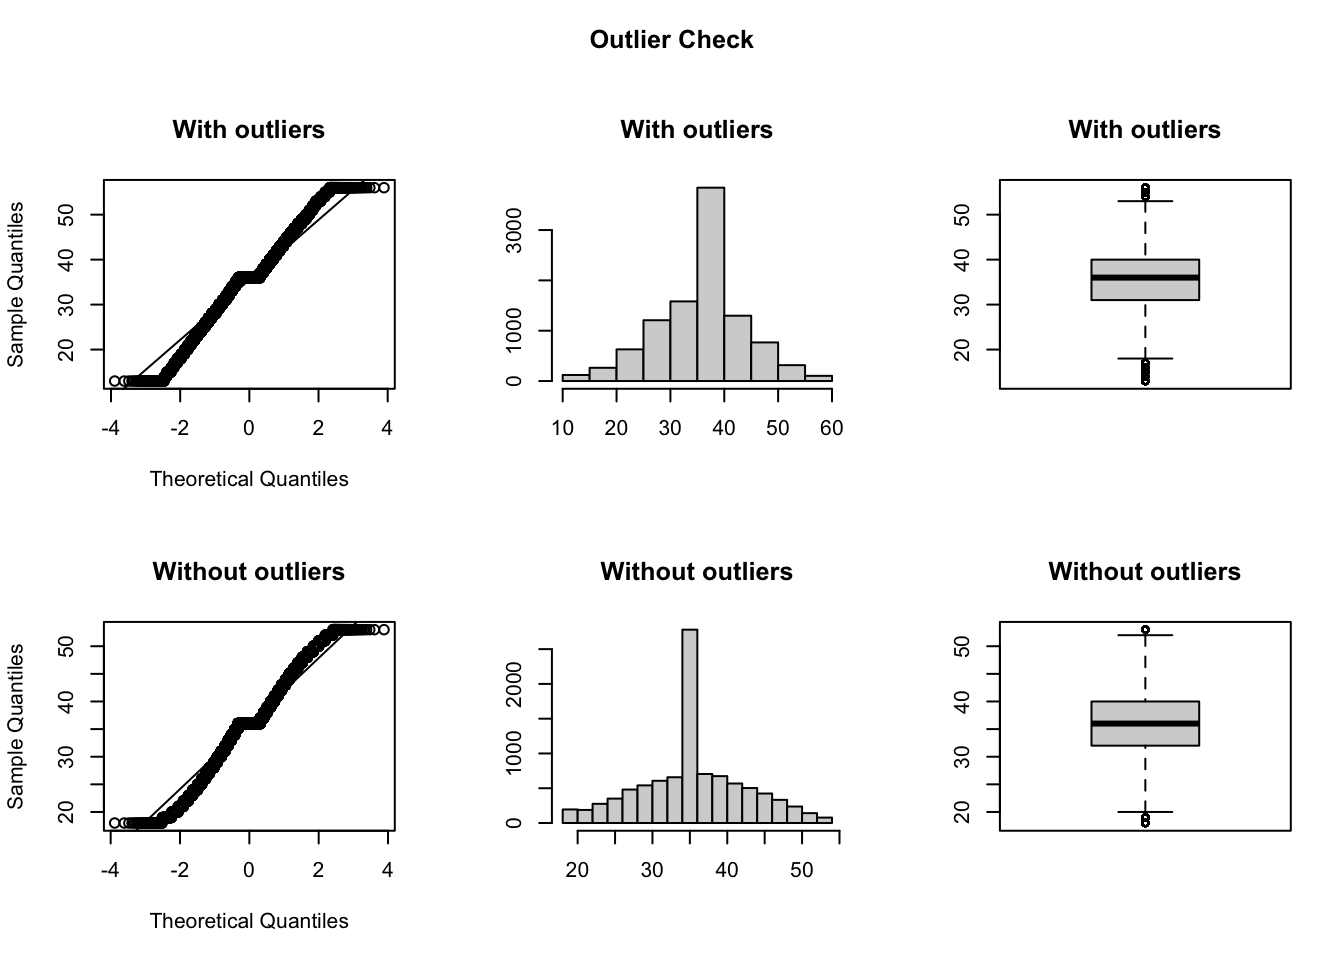 Outlier Check
With outliers
With outliers
With outliers
Sample Quantiles
20 30 40 50
0 1000 3000
20 30 40 50
-4 -2 0 2 4
10 20 30 40 50 60
Theoretical Quantiles
Without outliers
Without outliers
Without outliers
Sample Quantiles
20 30 40 50
0 1000 2000
20 30 40 50
-4 -2 0 2 4
20 30 40 50
Theoretical Quantiles